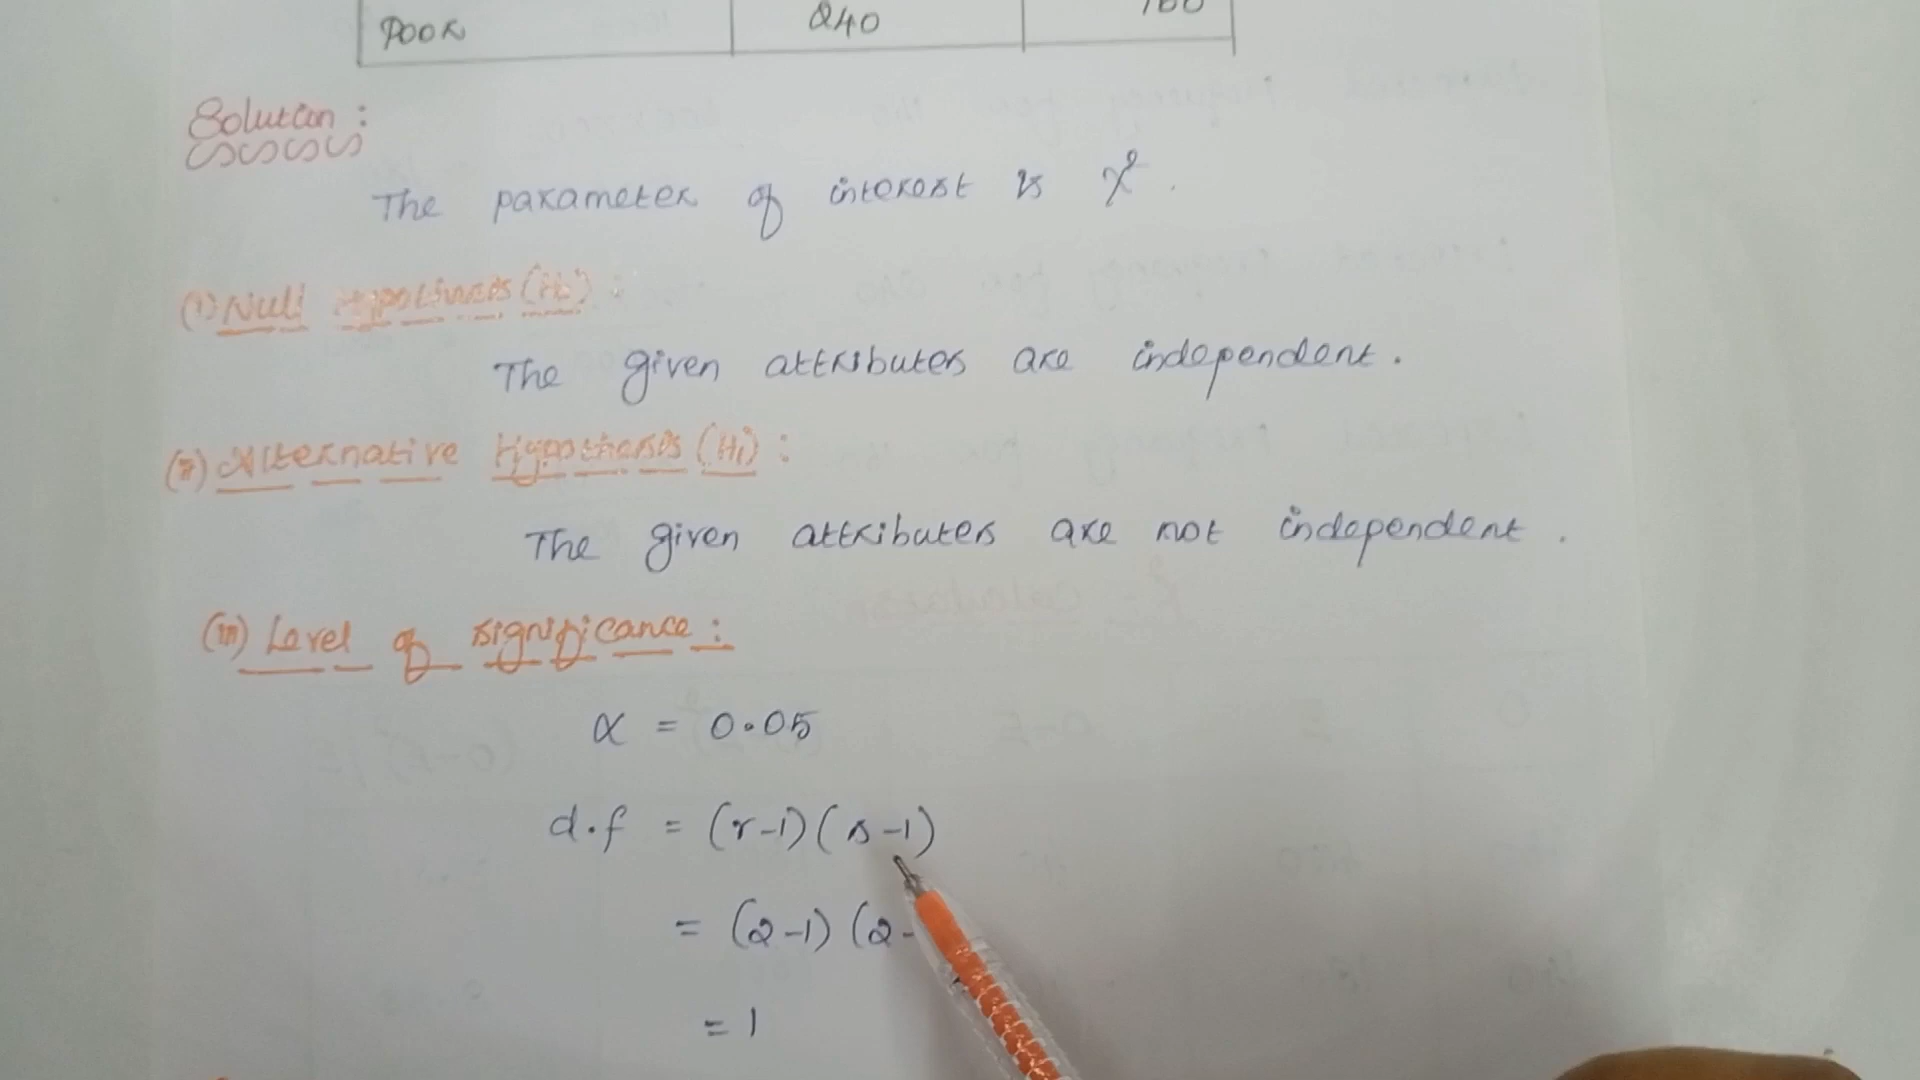 Poor 240 160
Solution :
The parameter of interest is χ².
(i) Null Hypothesis (H₀) :
The given attributes are independent.
(ii) Alternative Hypothesis (H₁) :
The given attributes are not independent.
(iii) Level of significance :
α = 0.05
d.f = (r-1)(s-1)
= (2-1) (2-
= 1